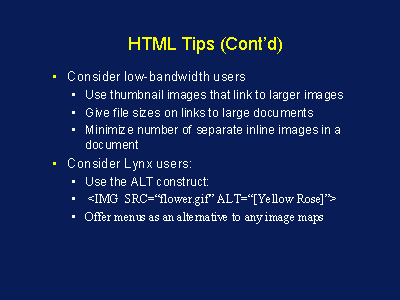 HTML Tips (Cont’d)
• Consider low-bandwidth users
• Use thumbnail images that link to larger images
• Give file sizes on links to large documents
• Minimize number of separate inline images in a
document
• Consider Lynx users:
• Use the ALT construct:
• <IMG SRC=“flower.gif” ALT=“[Yellow Rose]”>
• Offer menus as an alternative to any image maps